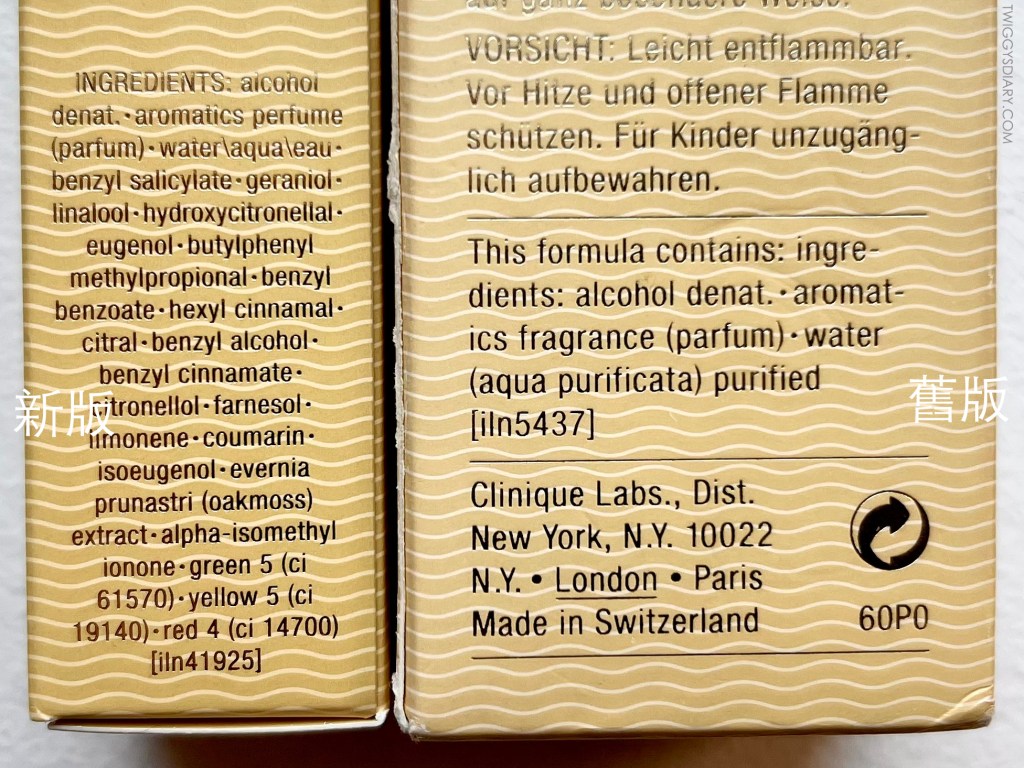 INGREDIENTS: alcohol
denat.·aromatics perfume
(parfum)·water\aqua\eau·
benzyl salicylate·geraniol·
linalool·hydroxycitronellal·
eugenol·butylphenyl
methylpropional·benzyl
benzoate·hexyl cinnamal·
citral·benzyl alcohol·
benzyl cinnamate·
citronellol·farnesol·
limonene·coumarin·
isoeugenol·evernia
prunastri (oakmoss)
extract·alpha-isomethyl
ionone·green 5 (ci
61570)·yellow 5 (ci
19140)·red 4 (ci 14700)
[iln41925]
新版
auf ganz besondere Weise.
VORSICHT: Leicht entflammbar.
Vor Hitze und offener Flamme
schützen. Für Kinder unzugäng-
lich aufbewahren.
This formula contains: ingre-
dients: alcohol denat.·aromat-
ics fragrance (parfum)·water
(aqua purificata) purified
[iln5437]
舊版
Clinique Labs., Dist.
New York, N.Y. 10022
N.Y. • London • Paris
Made in Switzerland
60P0
TWIGGYSDIARY.COM